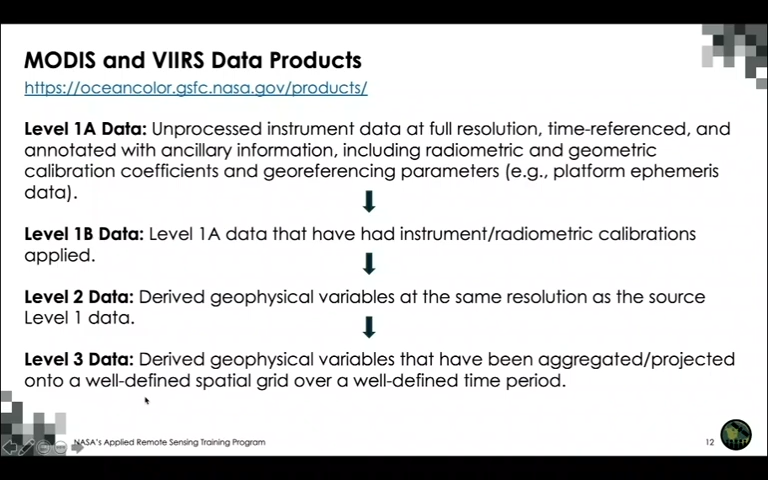 MODIS and VIIRS Data Products
https://oceancolor.gsfc.nasa.gov/products/
Level 1A Data: Unprocessed instrument data at full resolution, time-referenced, and
annotated with ancillary information, including radiometric and geometric
calibration coefficients and georeferencing parameters (e.g., platform ephemeris
data).
Level 1B Data: Level 1A data that have had instrument/radiometric calibrations
applied.
Level 2 Data: Derived geophysical variables at the same resolution as the source
Level 1 data.
Level 3 Data: Derived geophysical variables that have been aggregated/projected
onto a well-defined spatial grid over a well-defined time period.
NASA's Applied Remote Sensing Training Program
12